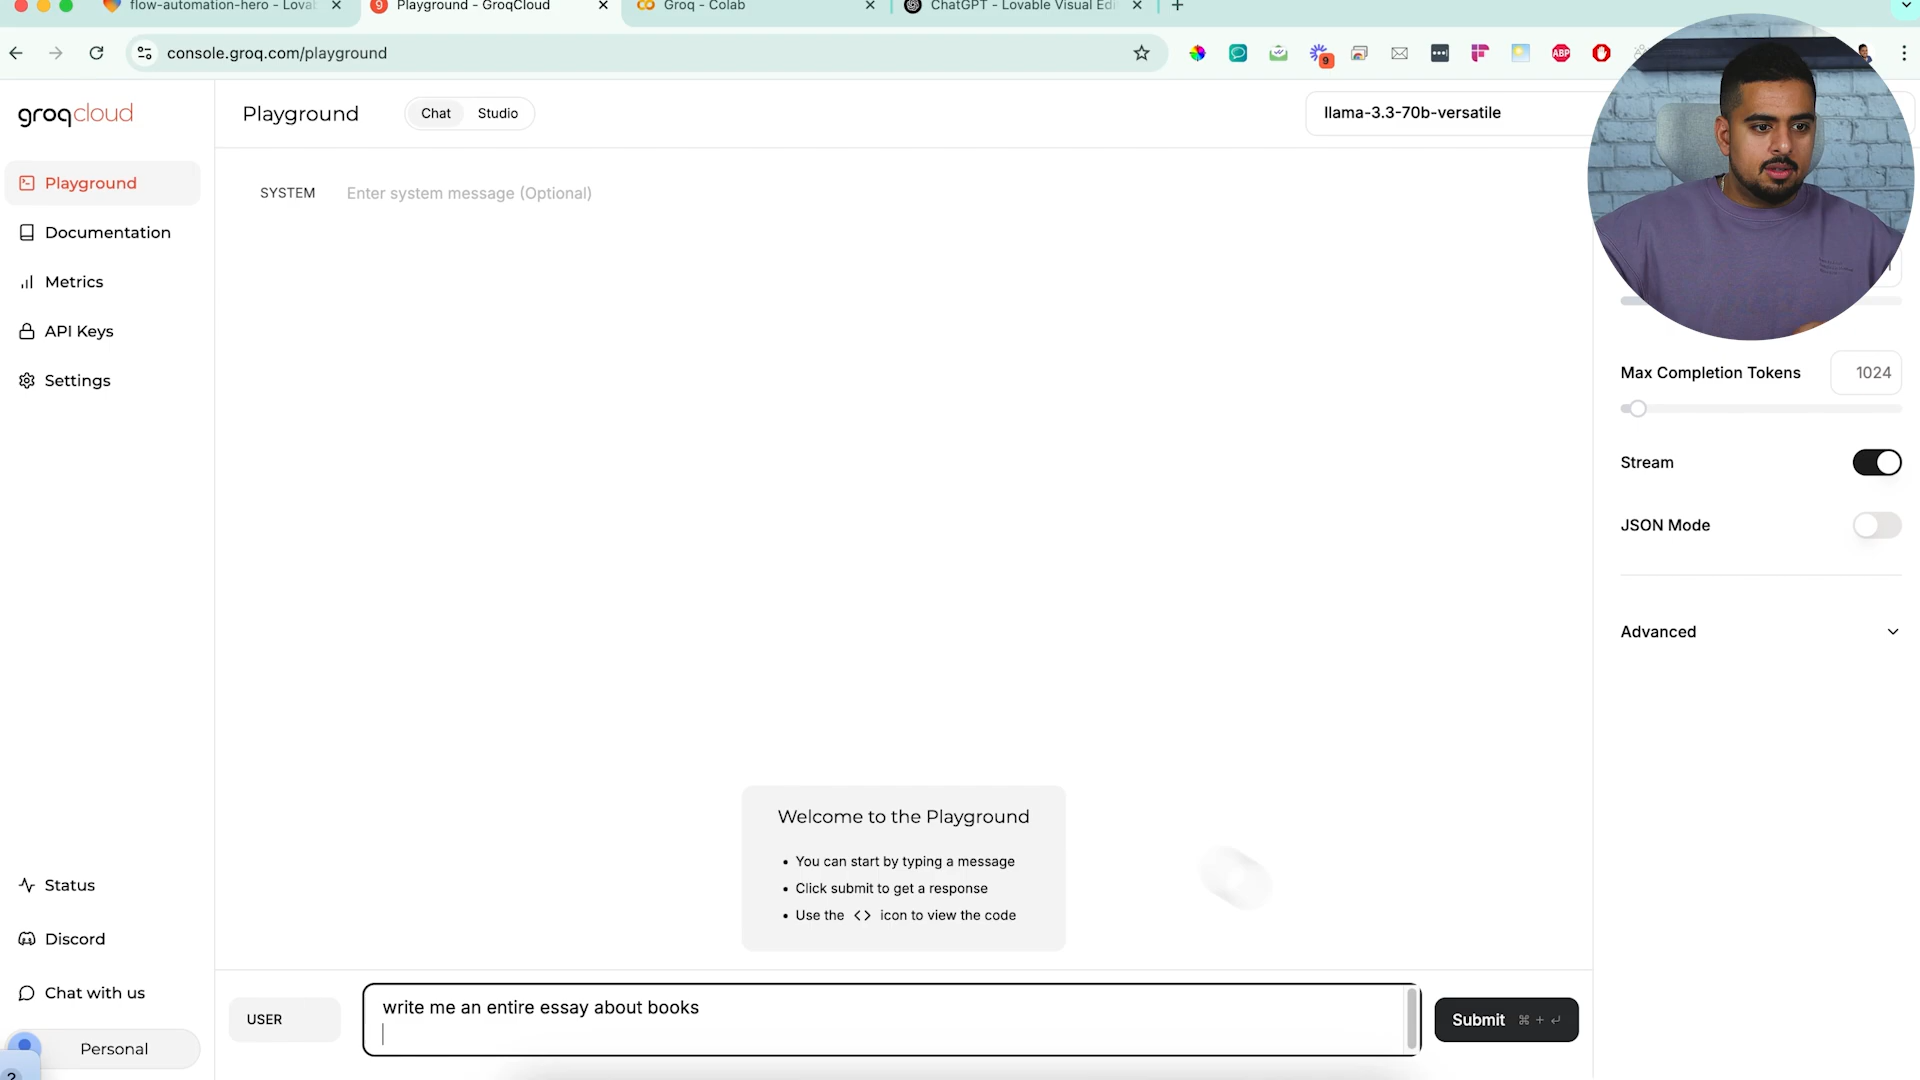 flow-automation-hero - Lovab
Playground - GroqCloud
Groq - Colab
ChatGPT - Lovable Visual Edi
console.groq.com/playground
9
ABP
groqcloud
Playground
Chat
Studio
llama-3.3-70b-versatile
Playground
SYSTEM
Enter system message (Optional)
Documentation
Metrics
API Keys
Settings
Max Completion Tokens
1024
Stream
JSON Mode
Advanced
Welcome to the Playground
• You can start by typing a message
• Click submit to get a response
• Use the <> icon to view the code
Status
Discord
Chat with us
Personal
USER
write me an entire essay about books
Submit ⌘ + ↵